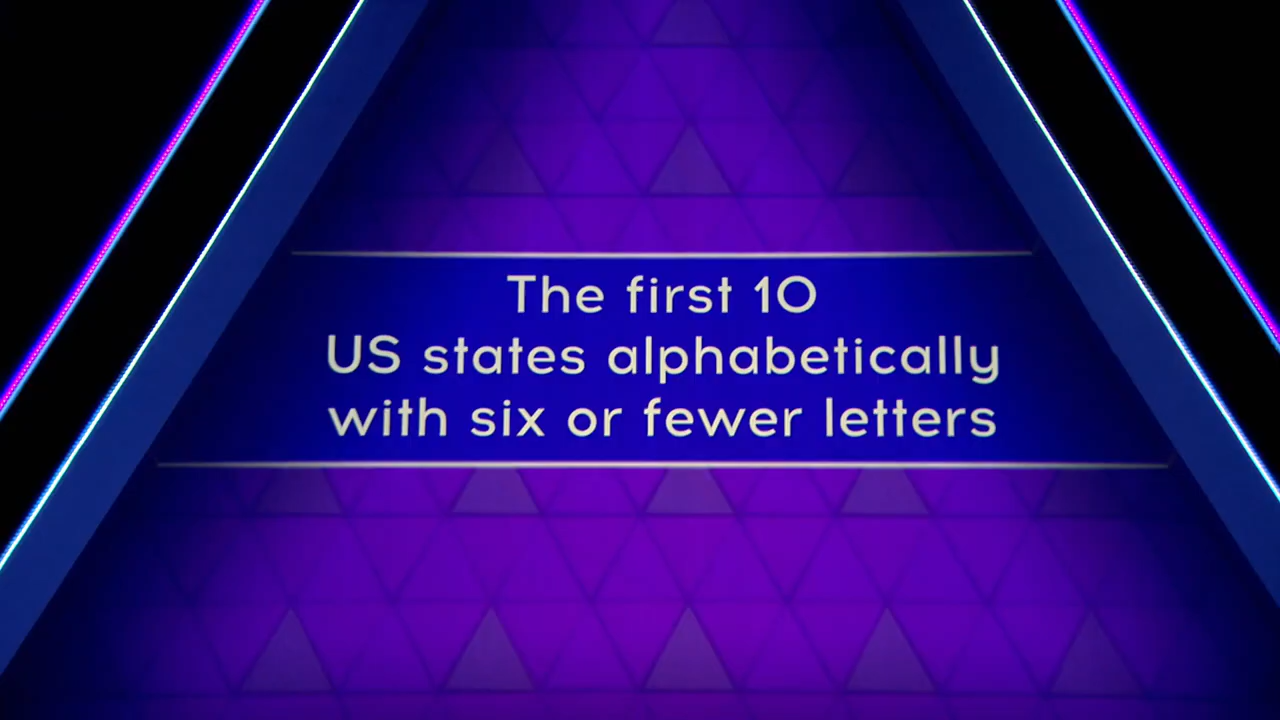 The first 10
US states alphabetically
with six or fewer letters